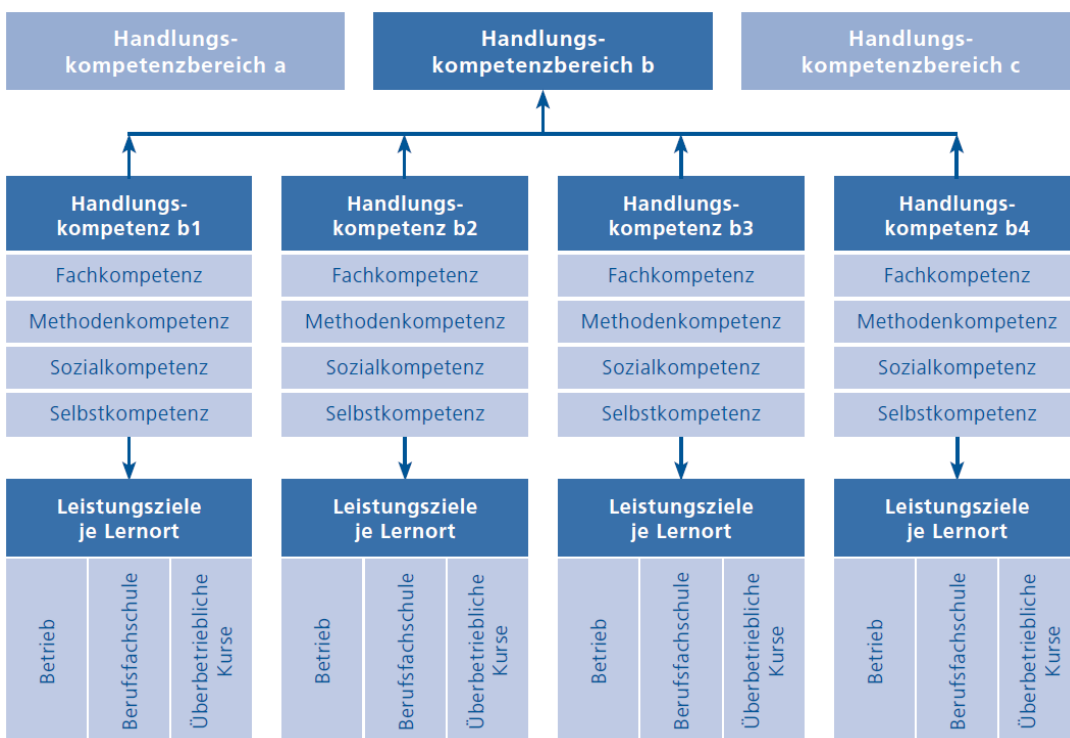 Handlungs-
kompetenzbereich a
Handlungs-
kompetenzbereich b
Handlungs-
kompetenzbereich c
Handlungs-
kompetenz b1
Fachkompetenz
Methodenkompetenz
Sozialkompetenz
Selbstkompetenz
Leistungsziele
je Lernort
Betrieb
Berufsfachschule
Überbetriebliche
Kurse
Handlungs-
kompetenz b2
Fachkompetenz
Methodenkompetenz
Sozialkompetenz
Selbstkompetenz
Leistungsziele
je Lernort
Betrieb
Berufsfachschule
Überbetriebliche
Kurse
Handlungs-
kompetenz b3
Fachkompetenz
Methodenkompetenz
Sozialkompetenz
Selbstkompetenz
Leistungsziele
je Lernort
Betrieb
Berufsfachschule
Überbetriebliche
Kurse
Handlungs-
kompetenz b4
Fachkompetenz
Methodenkompetenz
Sozialkompetenz
Selbstkompetenz
Leistungsziele
je Lernort
Betrieb
Berufsfachschule
Überbetriebliche
Kurse